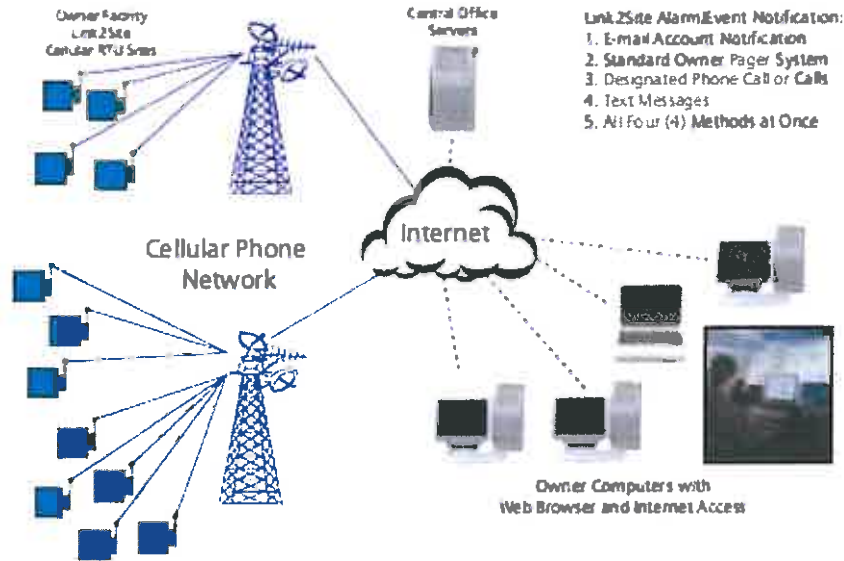 Owner Facility
Link2Site
Cellular RTU Sites
Central Office
Servers
Link2Site Alarm/Event Notification:
1. E-mail Account Notification
2. Standard Owner Pager System
3. Designated Phone Call or Calls
4. Text Messages
5. All Four (4) Methods at Once
Internet
Cellular Phone
Network
Owner Computers with
Web Browser and Internet Access